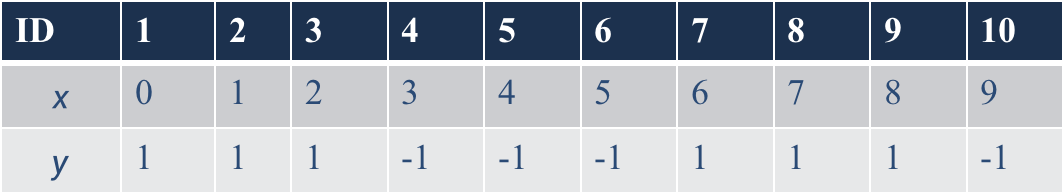 ID 1 2 3 4 5 6 7 8 9 10
x 0 1 2 3 4 5 6 7 8 9
y 1 1 1 -1 -1 -1 1 1 1 -1